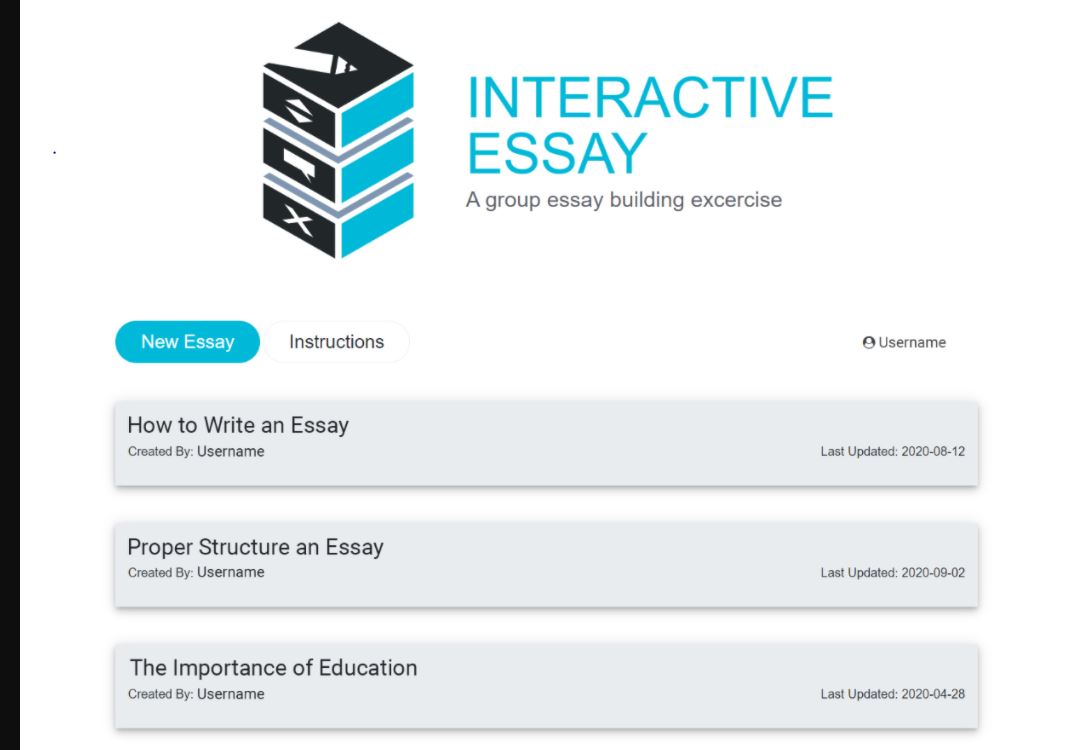 INTERACTIVE
ESSAY
A group essay building excercise
New Essay Instructions Username
How to Write an Essay
Created By: Username Last Updated: 2020-08-12
Proper Structure an Essay
Created By: Username Last Updated: 2020-09-02
The Importance of Education
Created By: Username Last Updated: 2020-04-28